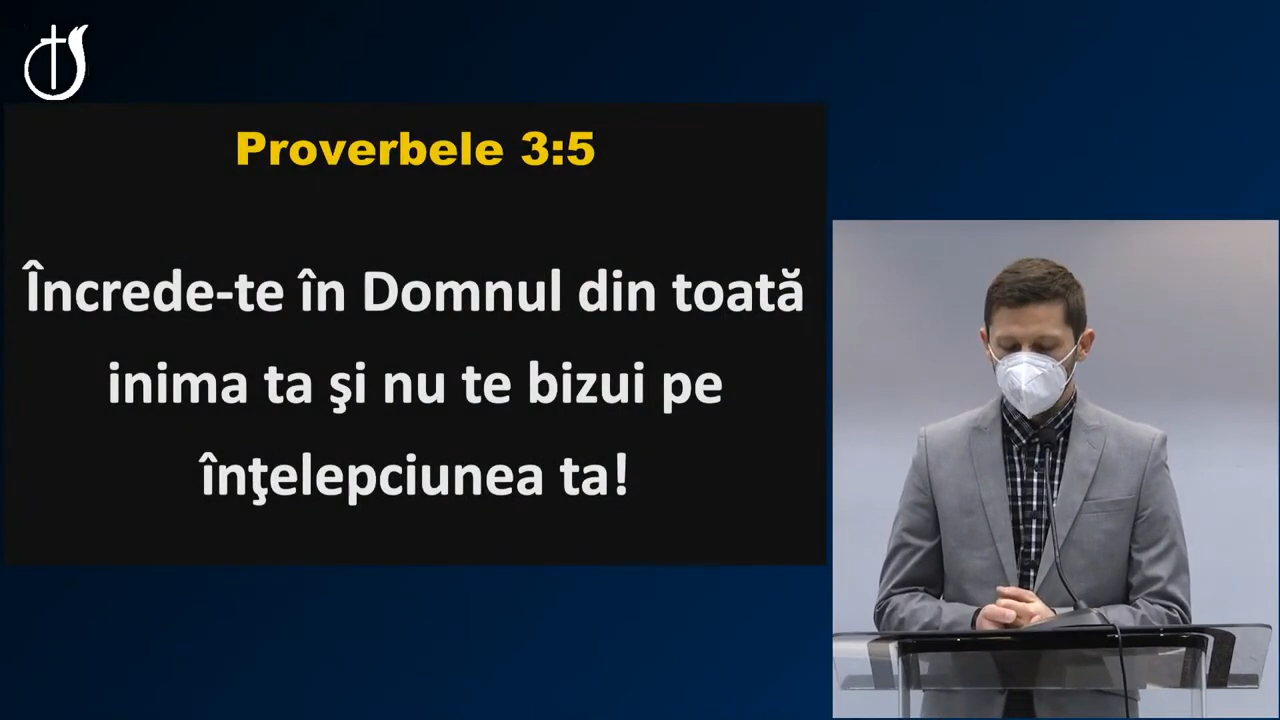 Proverbele 3:5
Încrede-te în Domnul din toată
inima ta şi nu te bizui pe
înţelepciunea ta!